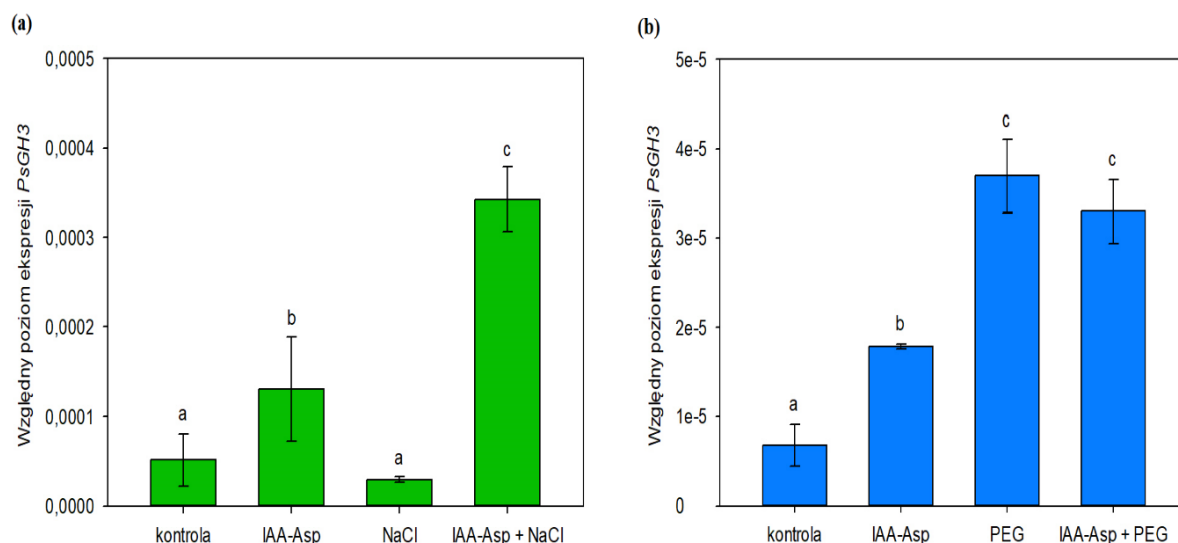 (a)
Względny poziom ekspresji PsGH3
0,0005
0,0004
0,0003
0,0002
0,0001
0,0000
a
b
a
c
kontrola IAA-Asp NaCl IAA-Asp + NaCl
(b)
Względny poziom ekspresji PsGH3
5e-5
4e-5
3e-5
2e-5
1e-5
0
a
b
c
c
kontrola IAA-Asp PEG IAA-Asp + PEG